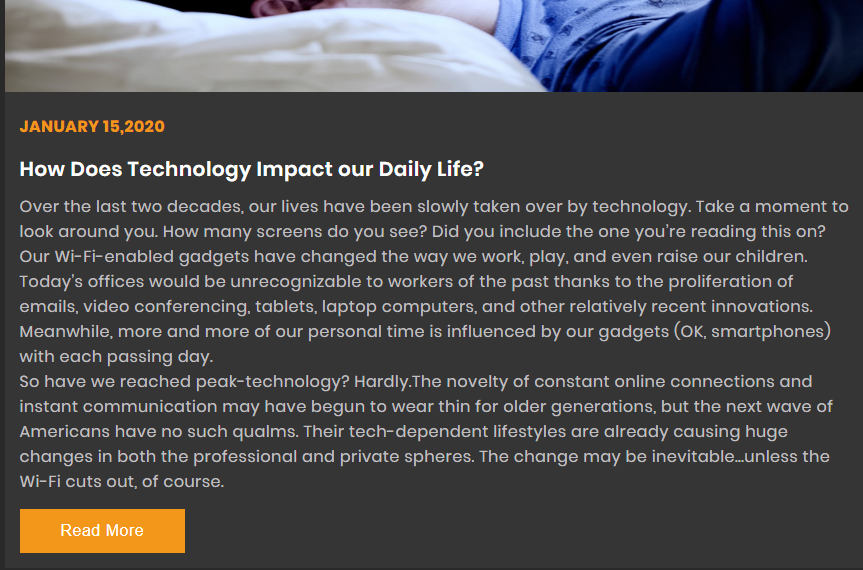 JANUARY 15,2020
How Does Technology Impact our Daily Life?
Over the last two decades, our lives have been slowly taken over by technology. Take a moment to
look around you. How many screens do you see? Did you include the one you’re reading this on?
Our Wi-Fi-enabled gadgets have changed the way we work, play, and even raise our children.
Today’s offices would be unrecognizable to workers of the past thanks to the proliferation of
emails, video conferencing, tablets, laptop computers, and other relatively recent innovations.
Meanwhile, more and more of our personal time is influenced by our gadgets (OK, smartphones)
with each passing day.
So have we reached peak-technology? Hardly.The novelty of constant online connections and
instant communication may have begun to wear thin for older generations, but the next wave of
Americans have no such qualms. Their tech-dependent lifestyles are already causing huge
changes in both the professional and private spheres. The change may be inevitable…unless the
Wi-Fi cuts out, of course.
Read More